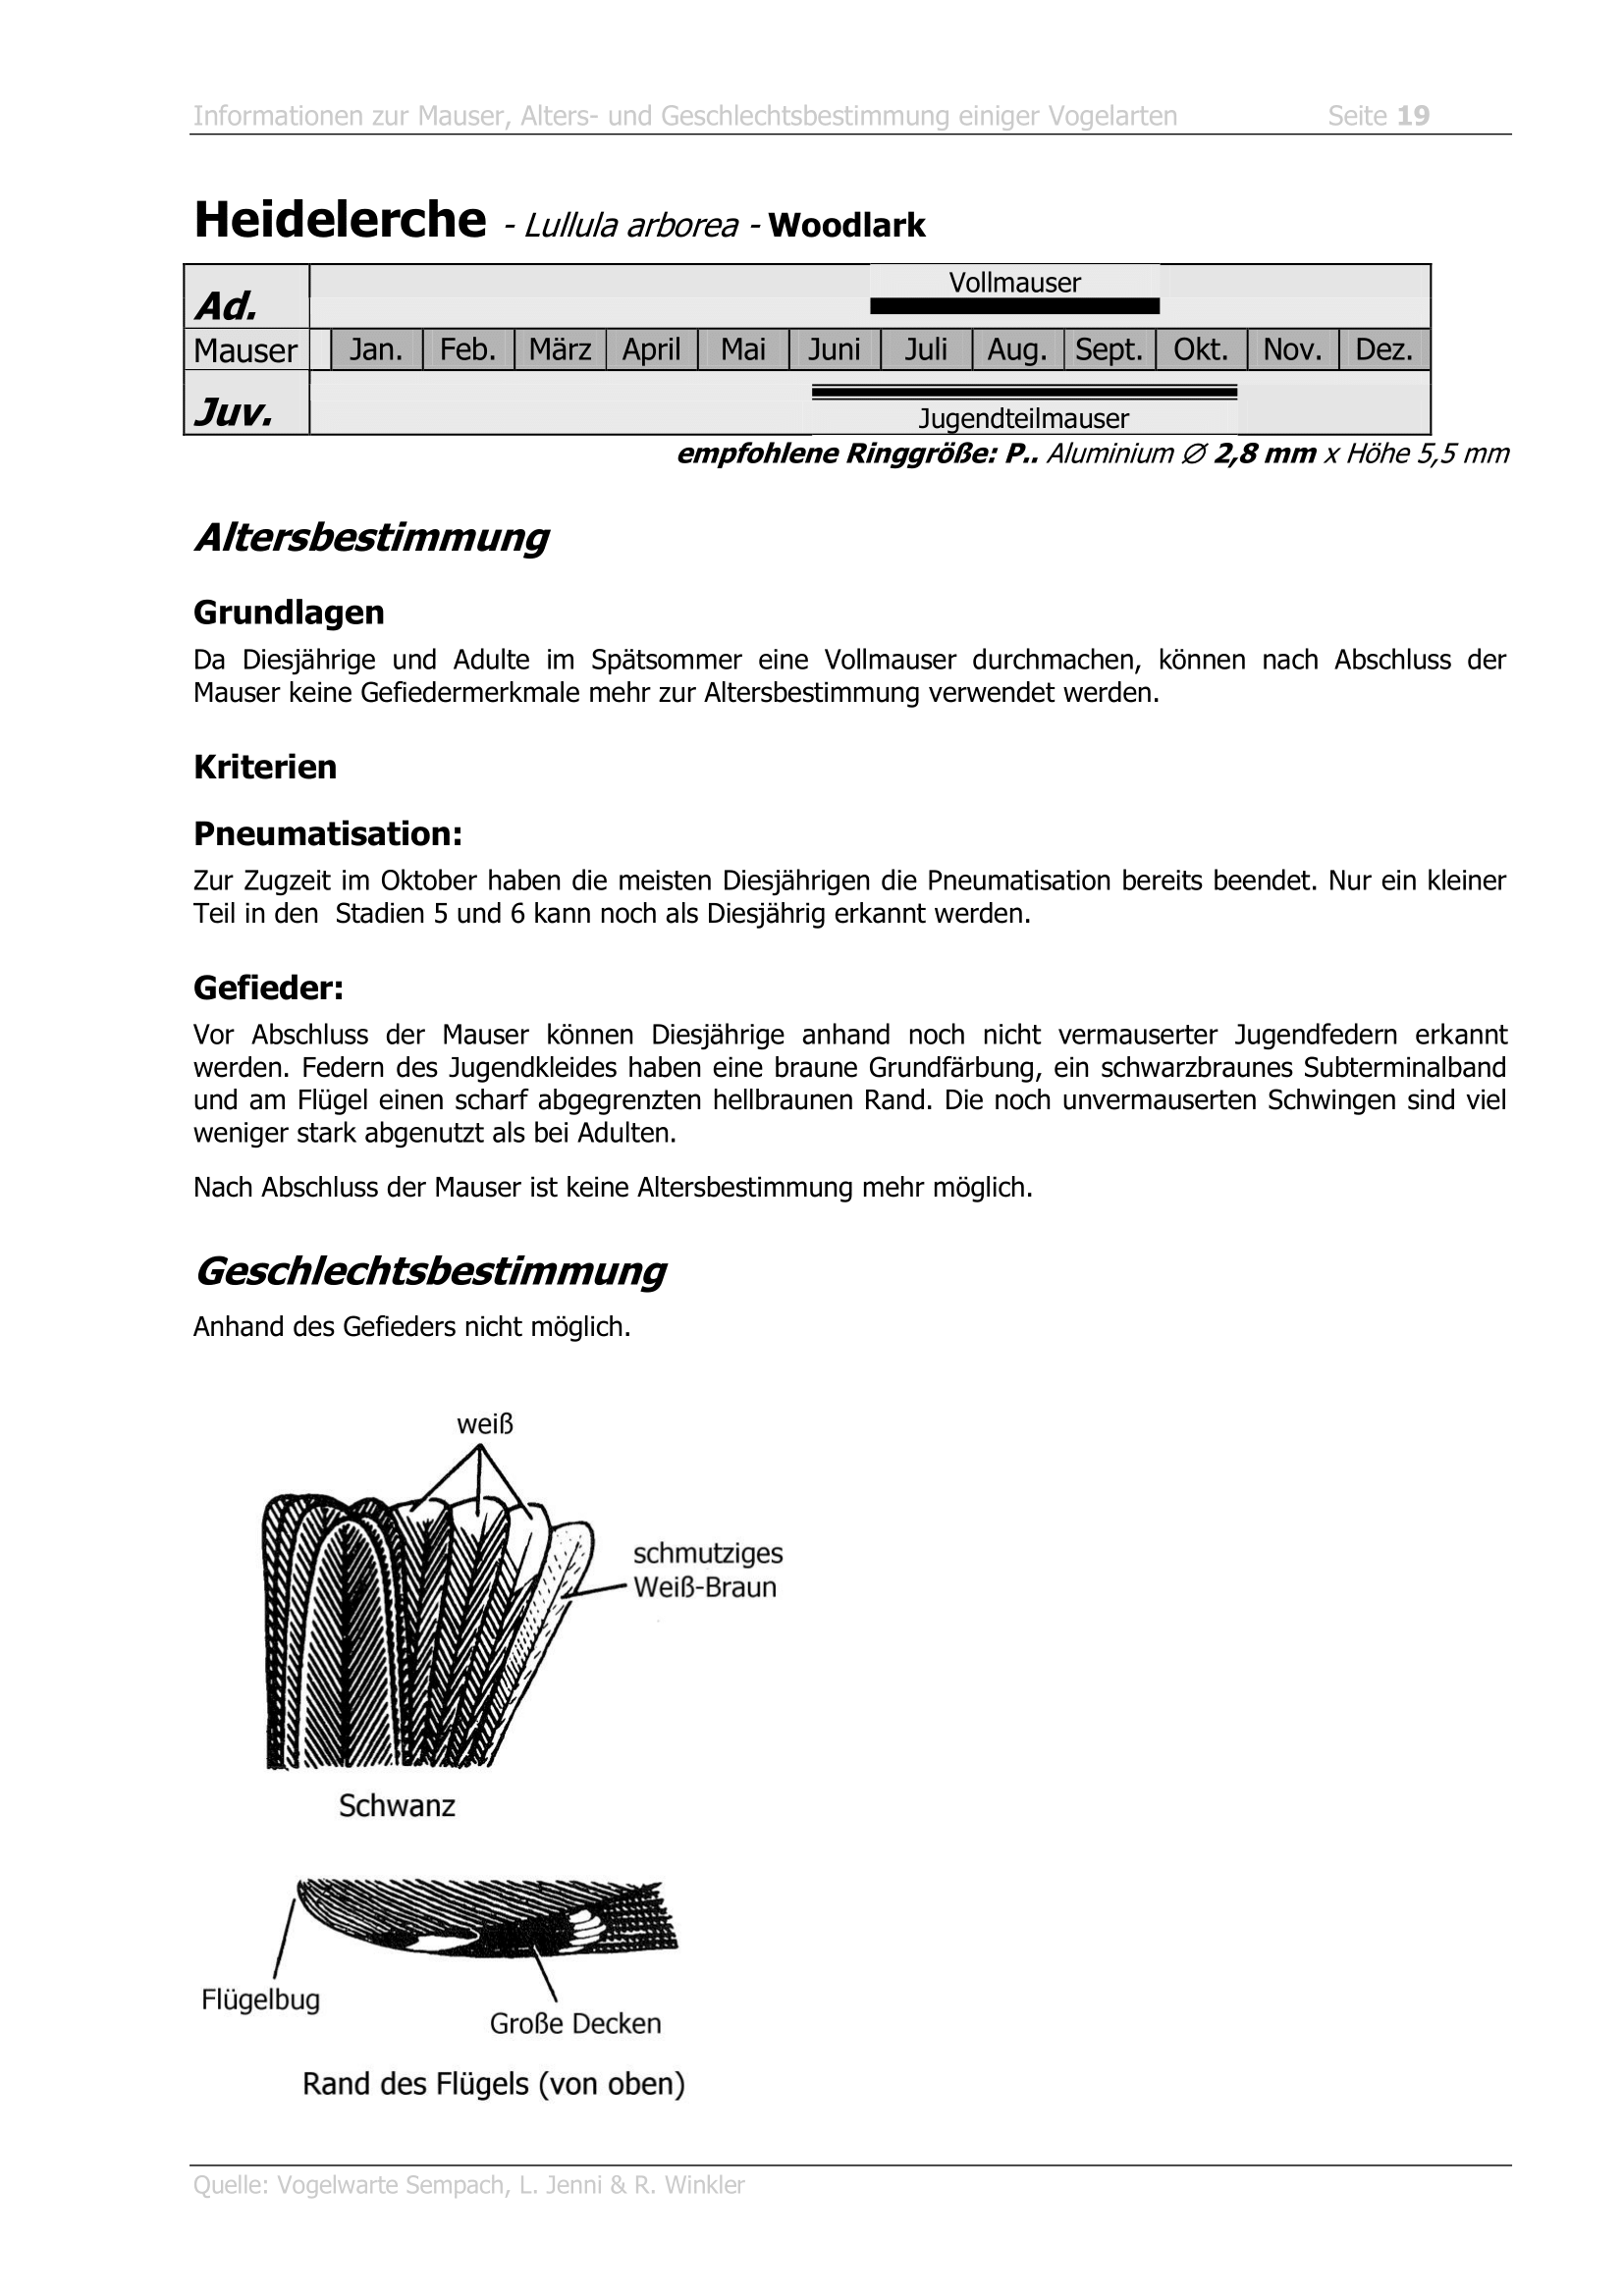 Informationen zur Mauser, Alters- und Geschlechtsbestimmung einiger Vogelarten Seite 19
Heidelerche - Lullula arborea - Woodlark
Vollmauser
Ad.
Mauser Jan. Feb. März April Mai Juni Juli Aug. Sept. Okt. Nov. Dez.
Juv.
Jugendteilmauser
empfohlene Ringgröße: P.. Aluminium ∅ 2,8 mm x Höhe 5,5 mm
Altersbestimmung
Grundlagen
Da Diesjährige und Adulte im Spätsommer eine Vollmauser durchmachen, können nach Abschluss der
Mauser keine Gefiedermerkmale mehr zur Altersbestimmung verwendet werden.
Kriterien
Pneumatisation:
Zur Zugzeit im Oktober haben die meisten Diesjährigen die Pneumatisation bereits beendet. Nur ein kleiner
Teil in den Stadien 5 und 6 kann noch als Diesjährig erkannt werden.
Gefieder:
Vor Abschluss der Mauser können Diesjährige anhand noch nicht vermauserter Jugendfedern erkannt
werden. Federn des Jugendkleides haben eine braune Grundfärbung, ein schwarzbraunes Subterminalband
und am Flügel einen scharf abgegrenzten hellbraunen Rand. Die noch unvermauserten Schwingen sind viel
weniger stark abgenutzt als bei Adulten.
Nach Abschluss der Mauser ist keine Altersbestimmung mehr möglich.
Geschlechtsbestimmung
Anhand des Gefieders nicht möglich.
weiß
schmutziges
Weiß-Braun
Schwanz
Flügelbug
Große Decken
Rand des Flügels (von oben)
Quelle: Vogelwarte Sempach, L. Jenni & R. Winkler